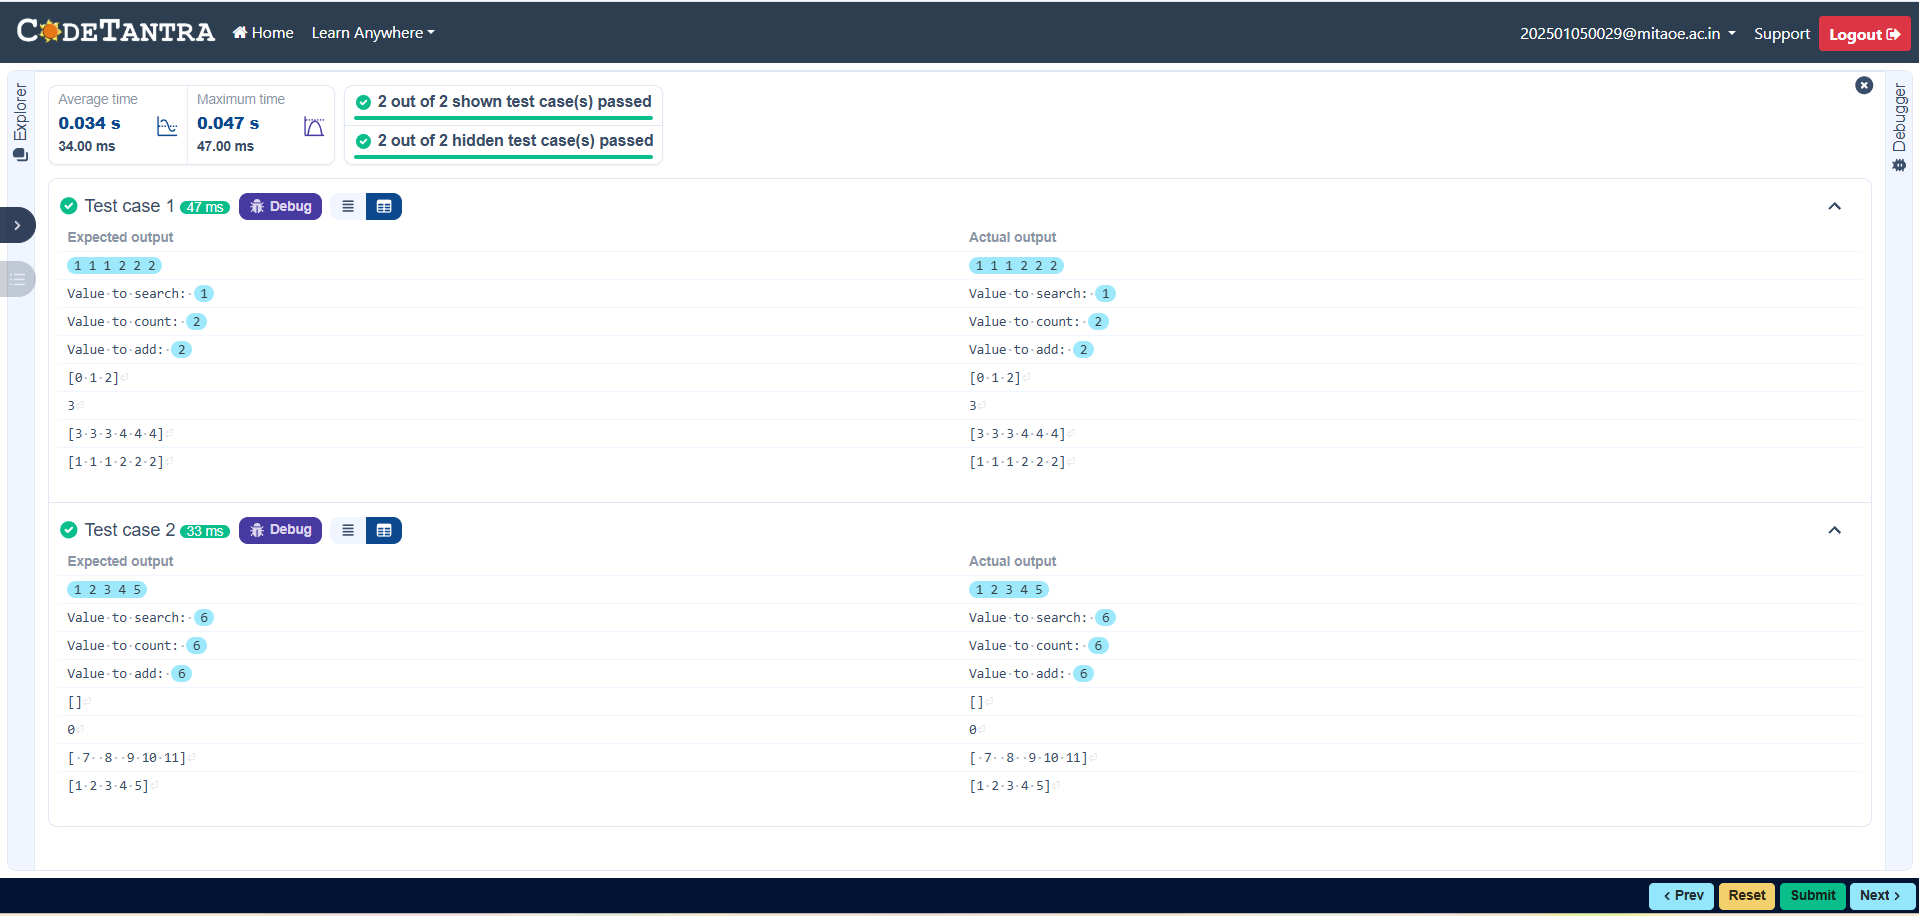 CODETANTRA Home Learn Anywhere 202501050029@mitaoe.ac.in Support Logout
Explorer
Debugger
Average time Maximum time
0.034 s 0.047 s
34.00 ms 47.00 ms
2 out of 2 shown test case(s) passed
2 out of 2 hidden test case(s) passed
Test case 1 47 ms Debug
Expected output Actual output
1 1 1 2 2 2 1 1 1 2 2 2
Value·to·search:·1 Value·to·search:·1
Value·to·count:·2 Value·to·count:·2
Value·to·add:·2 Value·to·add:·2
[0·1·2] [0·1·2]
3 3
[3·3·3·4·4·4] [3·3·3·4·4·4]
[1·1·1·2·2·2] [1·1·1·2·2·2]
Test case 2 33 ms Debug
Expected output Actual output
1 2 3 4 5 1 2 3 4 5
Value·to·search:·6 Value·to·search:·6
Value·to·count:·6 Value·to·count:·6
Value·to·add:·6 Value·to·add:·6
[] []
0 0
[·7··8··9·10·11] [·7··8··9·10·11]
[1·2·3·4·5] [1·2·3·4·5]
Prev Reset Submit Next